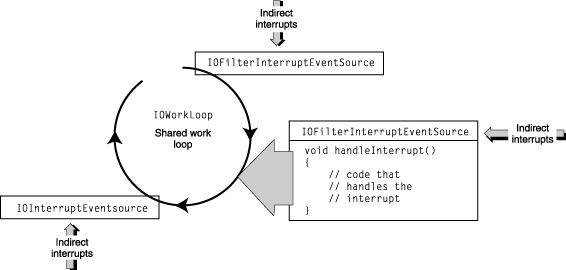 Indirect
interrupts
IOFilterInterruptEventSource
IOWorkLoop
Shared work
loop
IOFilterInterruptEventSource
void handleInterrupt()
{
// code that
// handles the
// interrupt
}
Indirect
interrupts
IOInterruptEventsource
Indirect
interrupts